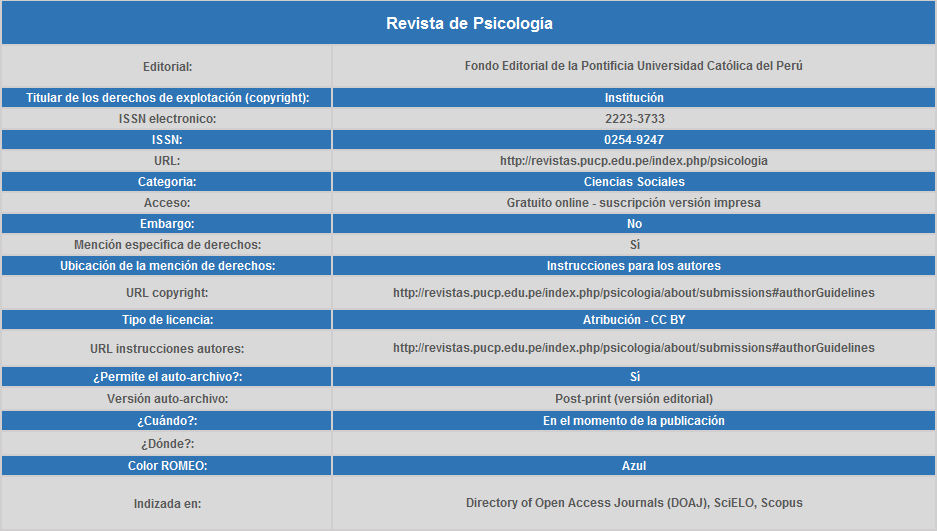 Revista de Psicología
Editorial: Fondo Editorial de la Pontificia Universidad Católica del Perú
Titular de los derechos de explotación (copyright): Institución
ISSN electronico: 2223-3733
ISSN: 0254-9247
URL: http://revistas.pucp.edu.pe/index.php/psicologia
Categoria: Ciencias Sociales
Acceso: Gratuito online - suscripción versión impresa
Embargo: No
Mención específica de derechos: Sì
Ubicación de la mención de derechos: Instrucciones para los autores
URL copyright: http://revistas.pucp.edu.pe/index.php/psicologia/about/submissions#authorGuidelines
Tipo de licencia: Atribución - CC BY
URL instrucciones autores: http://revistas.pucp.edu.pe/index.php/psicologia/about/submissions#authorGuidelines
¿Permite el auto-archivo?: Sí
Versión auto-archivo: Post-print (versión editorial)
¿Cuándo?: En el momento de la publicación
¿Dónde?:
Color ROMEO: Azul
Indizada en: Directory of Open Access Journals (DOAJ), SciELO, Scopus